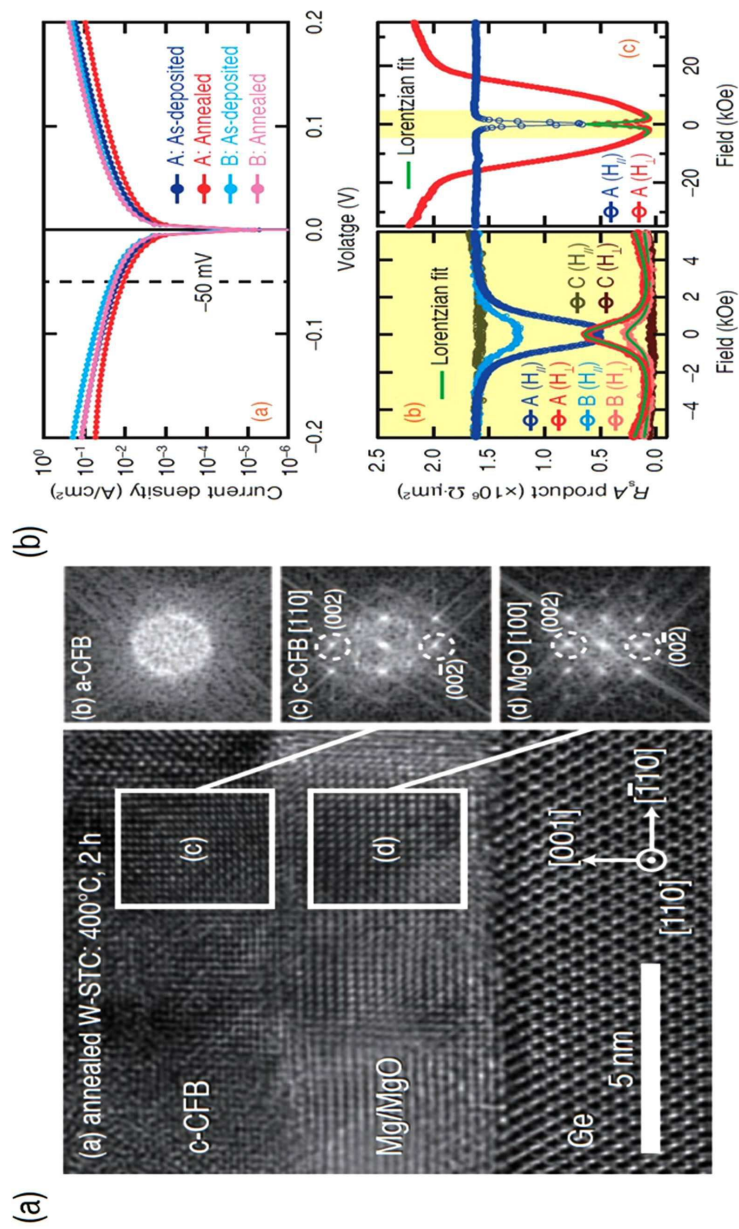 (a)
(a) annealed W-STC: 400°C, 2 h
c-CFB
(c)
Mg/MgO
(d)
Ge
5 nm
[001]
[110]
[1̄10]
(b) a-CFB
(c) c-CFB [110]
(002)
(002̄)
(d) MgO [100]
(002)
(002̄)
(b)
Current density (A/cm²)
10⁰
10⁻¹
10⁻²
10⁻³
10⁻⁴
10⁻⁵
10⁻⁶
(a)
−50 mV
A: As-deposited
A: Annealed
B: As-deposited
B: Annealed
−0.2
−0.1
0.0
0.1
0.2
Volatge (V)
RₛA product (×10⁶ Ω·μm²)
2.5
2.0
1.5
1.0
0.5
0.0
(b)
Lorentzian fit
A (H//)
A (H⊥)
B (H//)
B (H⊥)
C (H//)
C (H⊥)
−4
−2
0
2
4
Field (kOe)
Lorentzian fit
(c)
A (H//)
A (H⊥)
−20
0
20
Field (kOe)